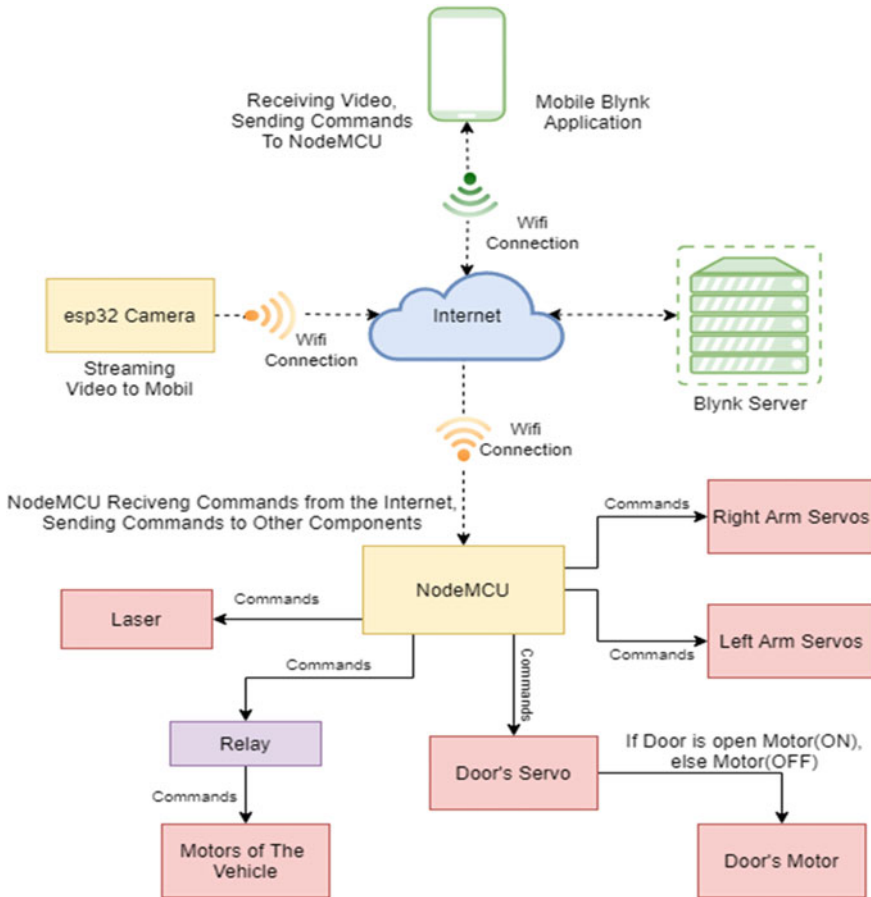 Receiving Video,
Sending Commands
To NodeMCU
Mobile Blynk
Application
Wifi
Connection
esp32 Camera
Wifi
Connection
Internet
Streaming
Video to Mobil
Blynk Server
Wifi
Connection
NodeMCU Reciveng Commands from the Internet,
Sending Commands to Other Components
Commands
Right Arm Servos
NodeMCU
Commands
Laser
Commands
Left Arm Servos
Commands
Commands
Relay
If Door is open Motor(ON),
else Motor(OFF)
Door's Servo
Commands
Motors of The
Vehicle
Door's Motor